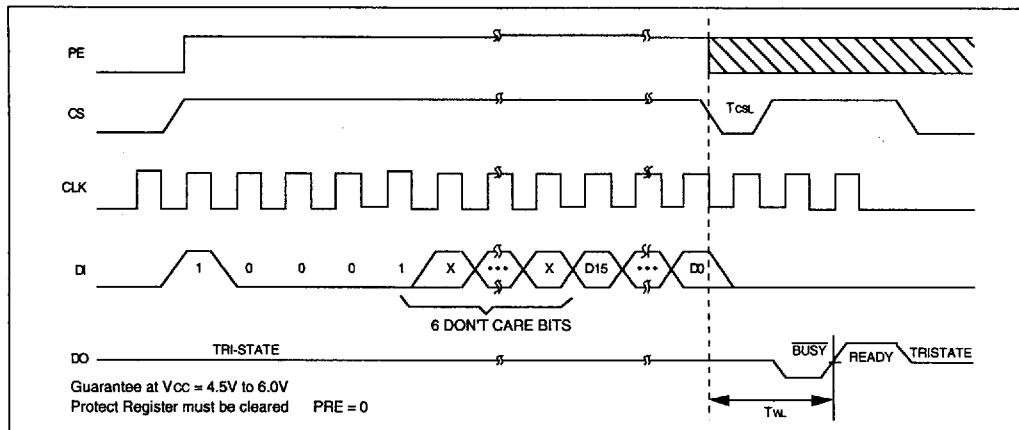 PE
CS
TCSL
CLK
DI
1 0 0 0 1 X ••• X D15 ••• D0
6 DON'T CARE BITS
DO
TRI-STATE
BUSY
READY
TRISTATE
Guarantee at VCC = 4.5V to 6.0V
Protect Register must be cleared PRE = 0
TWL